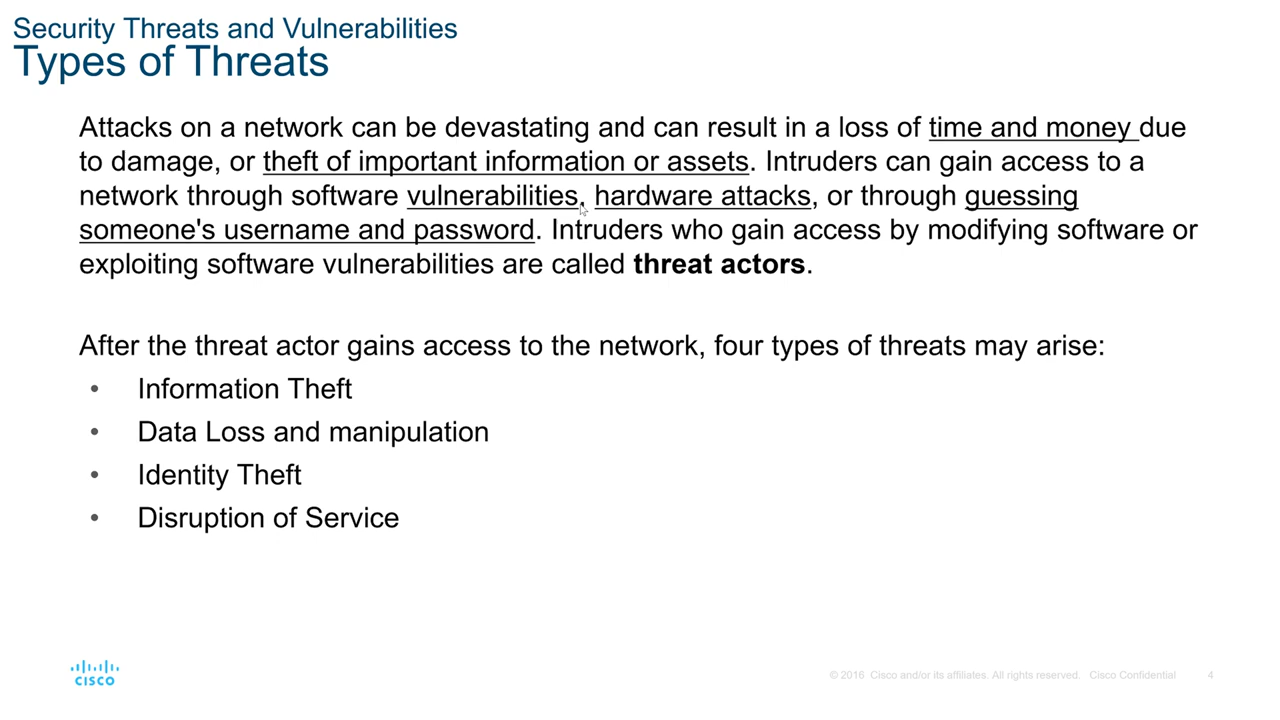 Security Threats and Vulnerabilities
Types of Threats
Attacks on a network can be devastating and can result in a loss of time and money due
to damage, or theft of important information or assets. Intruders can gain access to a
network through software vulnerabilities, hardware attacks, or through guessing
someone's username and password. Intruders who gain access by modifying software or
exploiting software vulnerabilities are called threat actors.
After the threat actor gains access to the network, four types of threats may arise:
• Information Theft
• Data Loss and manipulation
• Identity Theft
• Disruption of Service
CISCO
© 2016 Cisco and/or its affiliates. All rights reserved. Cisco Confidential 4